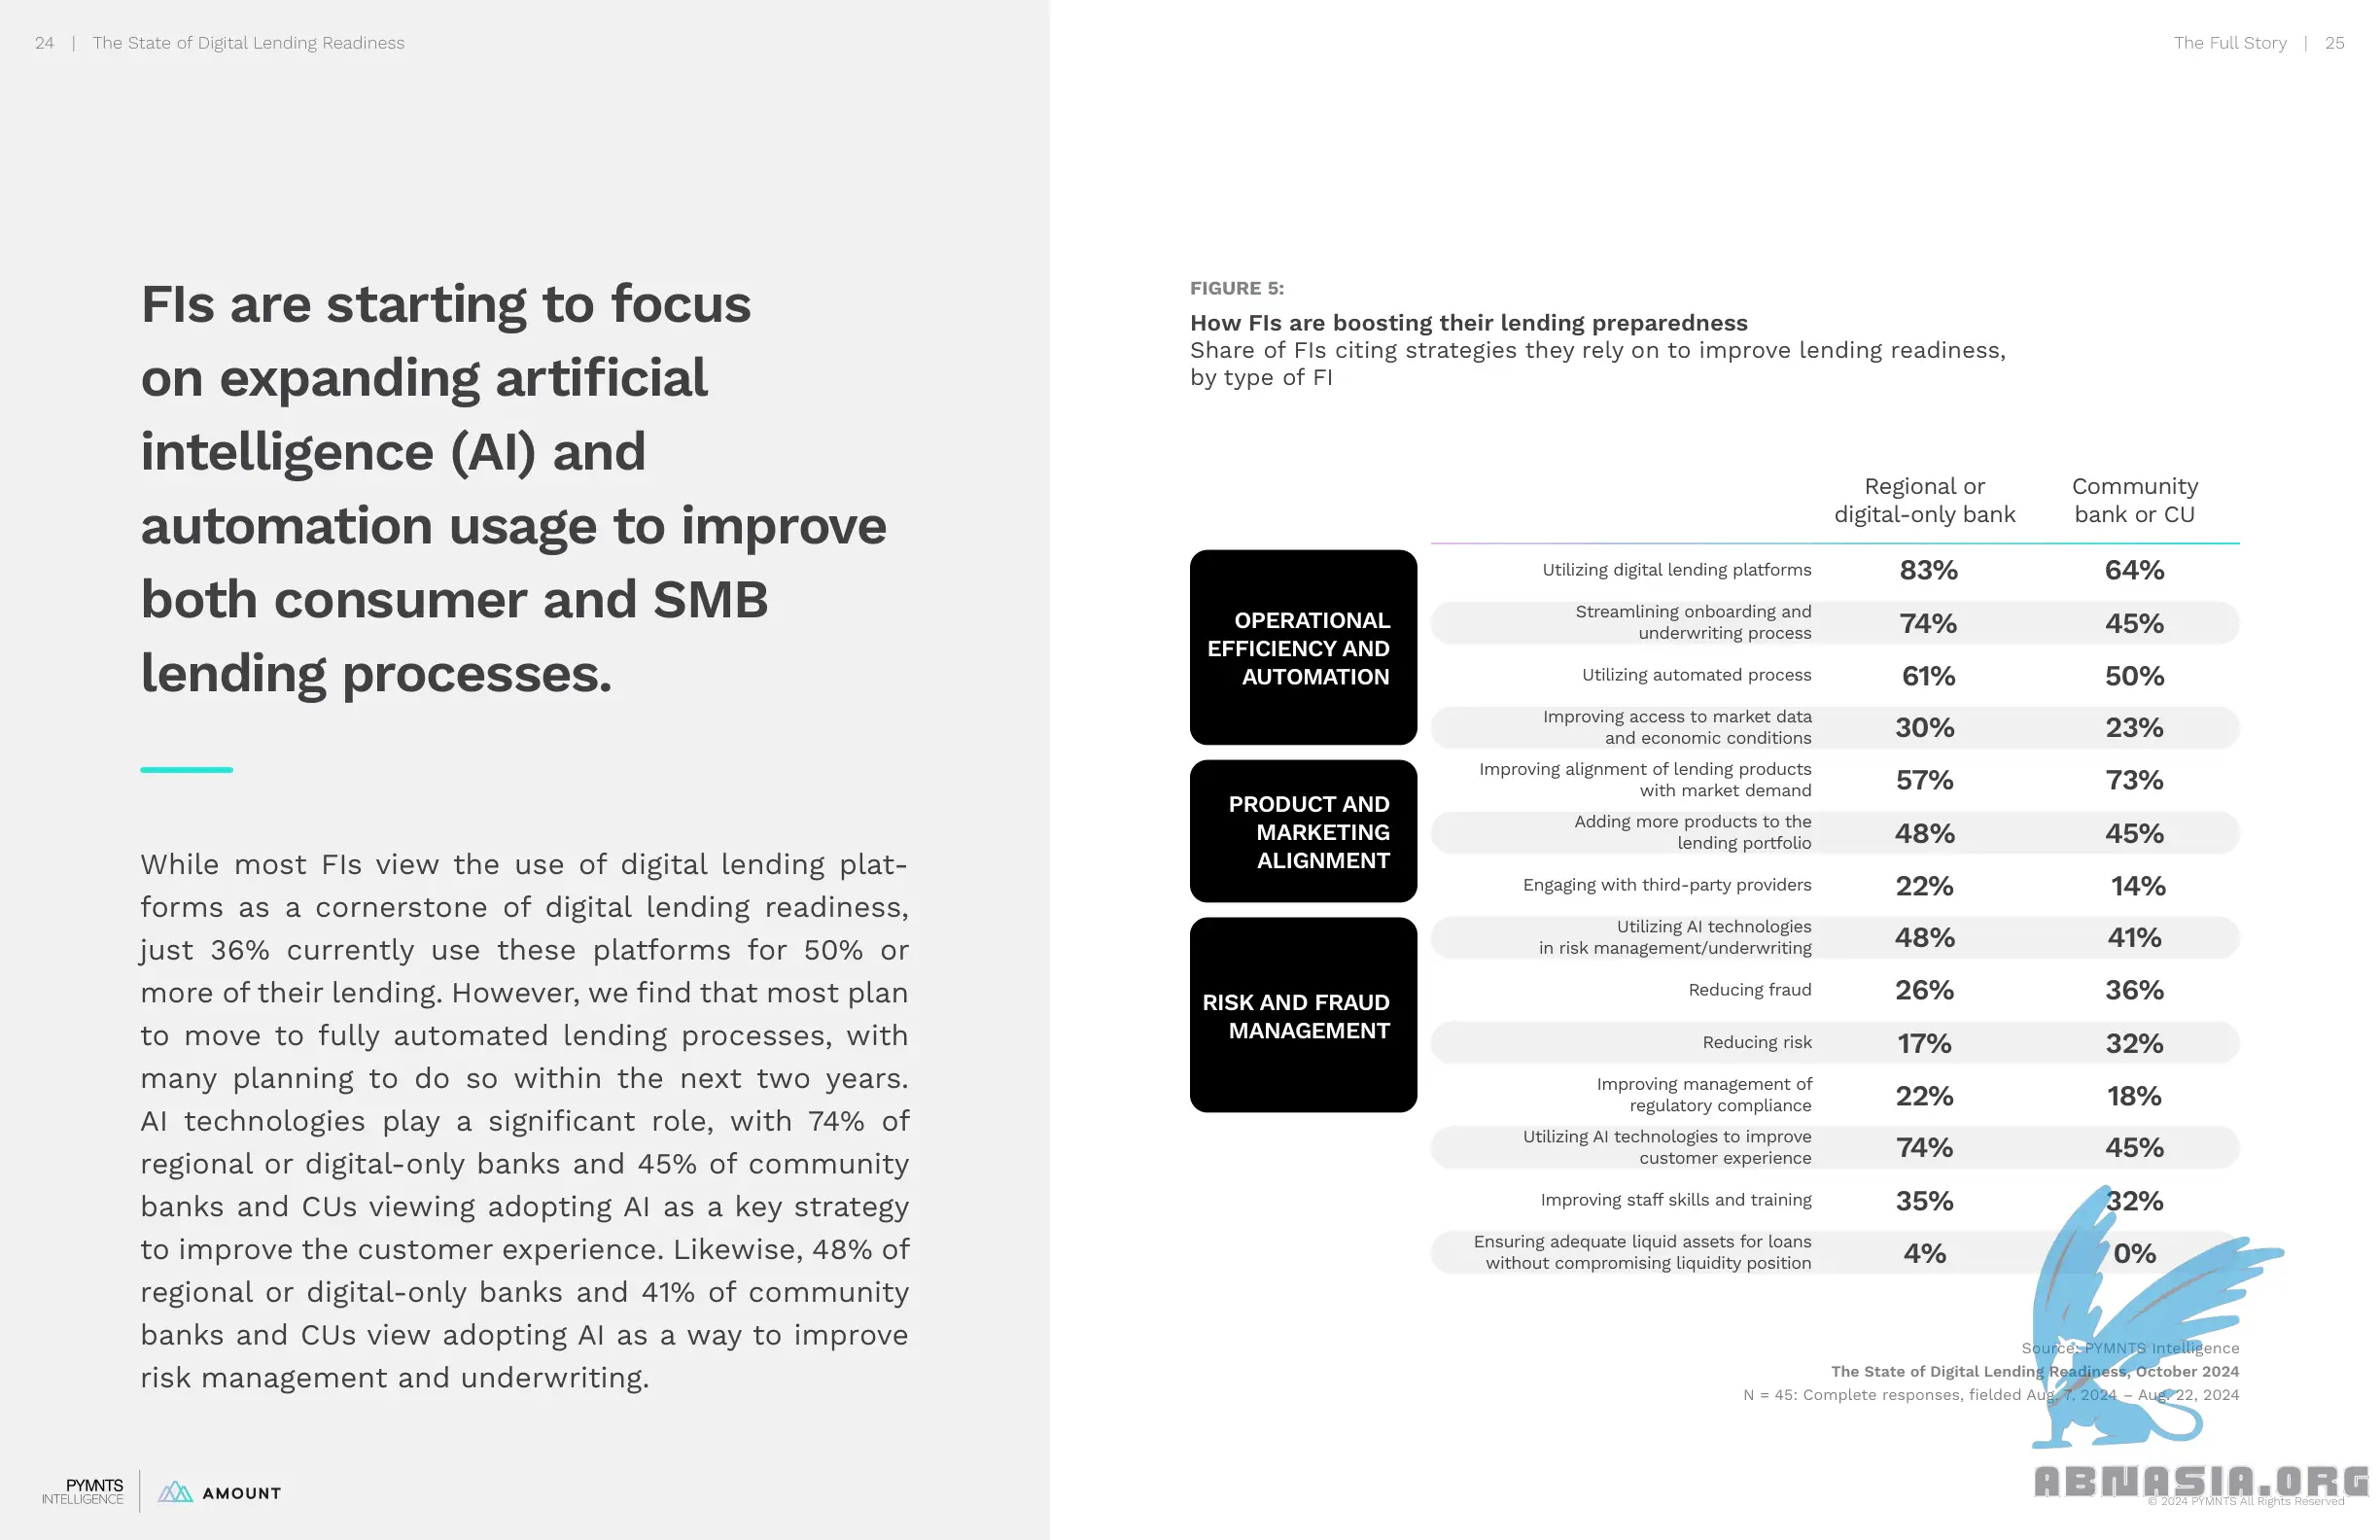 24 | The State of Digital Lending Readiness
The Full Story | 25
FIs are starting to focus
on expanding artificial
intelligence (AI) and
automation usage to improve
both consumer and SMB
lending processes.
While most FIs view the use of digital lending plat-
forms as a cornerstone of digital lending readiness,
just 36% currently use these platforms for 50% or
more of their lending. However, we find that most plan
to move to fully automated lending processes, with
many planning to do so within the next two years.
AI technologies play a significant role, with 74% of
regional or digital-only banks and 45% of community
banks and CUs viewing adopting AI as a key strategy
to improve the customer experience. Likewise, 48% of
regional or digital-only banks and 41% of community
banks and CUs view adopting AI as a way to improve
risk management and underwriting.
PYMNTS
INTELLIGENCE
AMOUNT
FIGURE 5:
How FIs are boosting their lending preparedness
Share of FIs citing strategies they rely on to improve lending readiness,
by type of FI
Regional or
digital-only bank
Community
bank or CU
OPERATIONAL
EFFICIENCY AND
AUTOMATION
Utilizing digital lending platforms 83% 64%
Streamlining onboarding and
underwriting process 74% 45%
Utilizing automated process 61% 50%
Improving access to market data
and economic conditions 30% 23%
PRODUCT AND
MARKETING
ALIGNMENT
Improving alignment of lending products
with market demand 57% 73%
Adding more products to the
lending portfolio 48% 45%
Engaging with third-party providers 22% 14%
RISK AND FRAUD
MANAGEMENT
Utilizing AI technologies
in risk management/underwriting 48% 41%
Reducing fraud 26% 36%
Reducing risk 17% 32%
Improving management of
regulatory compliance 22% 18%
Utilizing AI technologies to improve
customer experience 74% 45%
Improving staff skills and training 35% 32%
Ensuring adequate liquid assets for loans
without compromising liquidity position 4% 0%
Source: PYMNTS Intelligence
The State of Digital Lending Readiness, October 2024
N = 45: Complete responses, fielded Aug. 7, 2024 – Aug. 22, 2024
ABNASIA.ORG
© 2024 PYMNTS All Rights Reserved